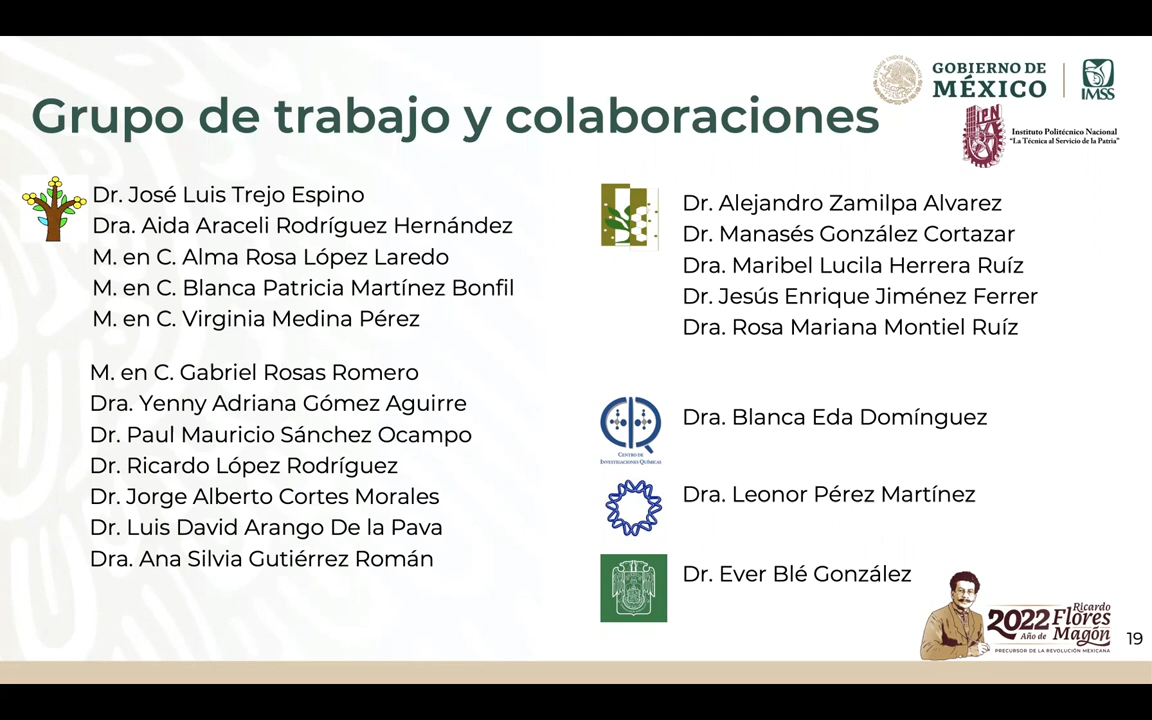 GOBIERNO DE
MÉXICO
IMSS
Grupo de trabajo y colaboraciones
IPN
Instituto Politécnico Nacional
"La Técnica al Servicio de la Patria"
Dr. José Luis Trejo Espino
Dra. Aida Araceli Rodríguez Hernández
M. en C. Alma Rosa López Laredo
M. en C. Blanca Patricia Martínez Bonfil
M. en C. Virginia Medina Pérez
M. en C. Gabriel Rosas Romero
Dra. Yenny Adriana Gómez Aguirre
Dr. Paul Mauricio Sánchez Ocampo
Dr. Ricardo López Rodríguez
Dr. Jorge Alberto Cortes Morales
Dr. Luis David Arango De la Pava
Dra. Ana Silvia Gutiérrez Román
Dr. Alejandro Zamilpa Alvarez
Dr. Manasés González Cortazar
Dra. Maribel Lucila Herrera Ruíz
Dr. Jesús Enrique Jiménez Ferrer
Dra. Rosa Mariana Montiel Ruíz
CENTRO DE
INVESTIGACIONES QUÍMICAS
Dra. Blanca Eda Domínguez
Dra. Leonor Pérez Martínez
Dr. Ever Blé González
2022 Ricardo
Flores
Año de Magón
PRECURSOR DE LA REVOLUCIÓN MEXICANA
19